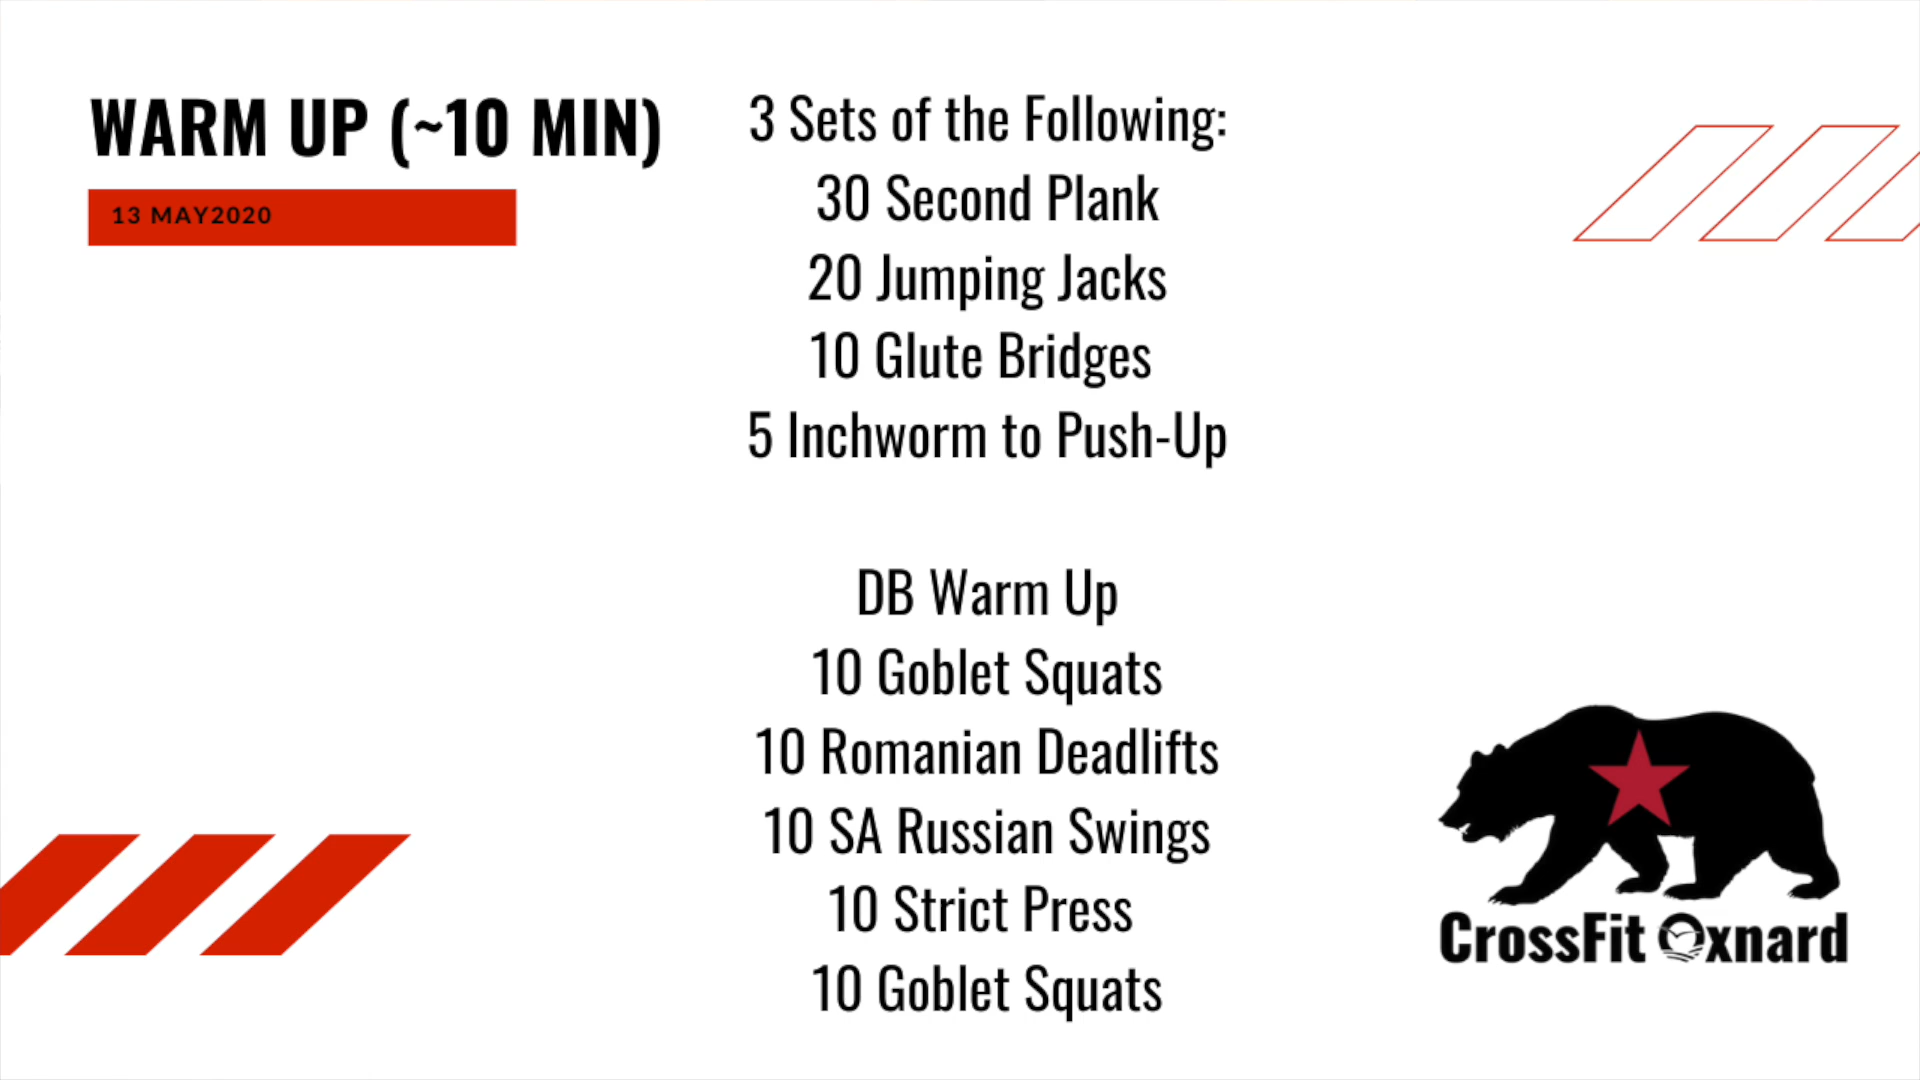 WARM UP (~10 MIN)
13 MAY2020
3 Sets of the Following:
30 Second Plank
20 Jumping Jacks
10 Glute Bridges
5 Inchworm to Push-Up
DB Warm Up
10 Goblet Squats
10 Romanian Deadlifts
10 SA Russian Swings
10 Strict Press
10 Goblet Squats
CrossFit Oxnard